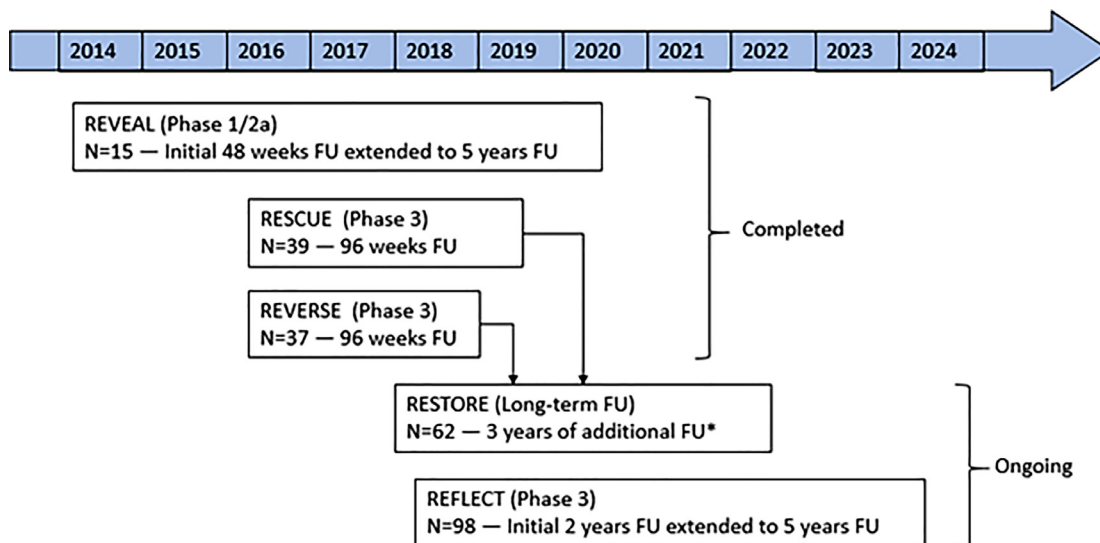 2014 2015 2016 2017 2018 2019 2020 2021 2022 2023 2024
REVEAL (Phase 1/2a)
N=15 — Initial 48 weeks FU extended to 5 years FU
RESCUE (Phase 3)
N=39 — 96 weeks FU
Completed
REVERSE (Phase 3)
N=37 — 96 weeks FU
RESTORE (Long-term FU)
N=62 — 3 years of additional FU*
Ongoing
REFLECT (Phase 3)
N=98 — Initial 2 years FU extended to 5 years FU